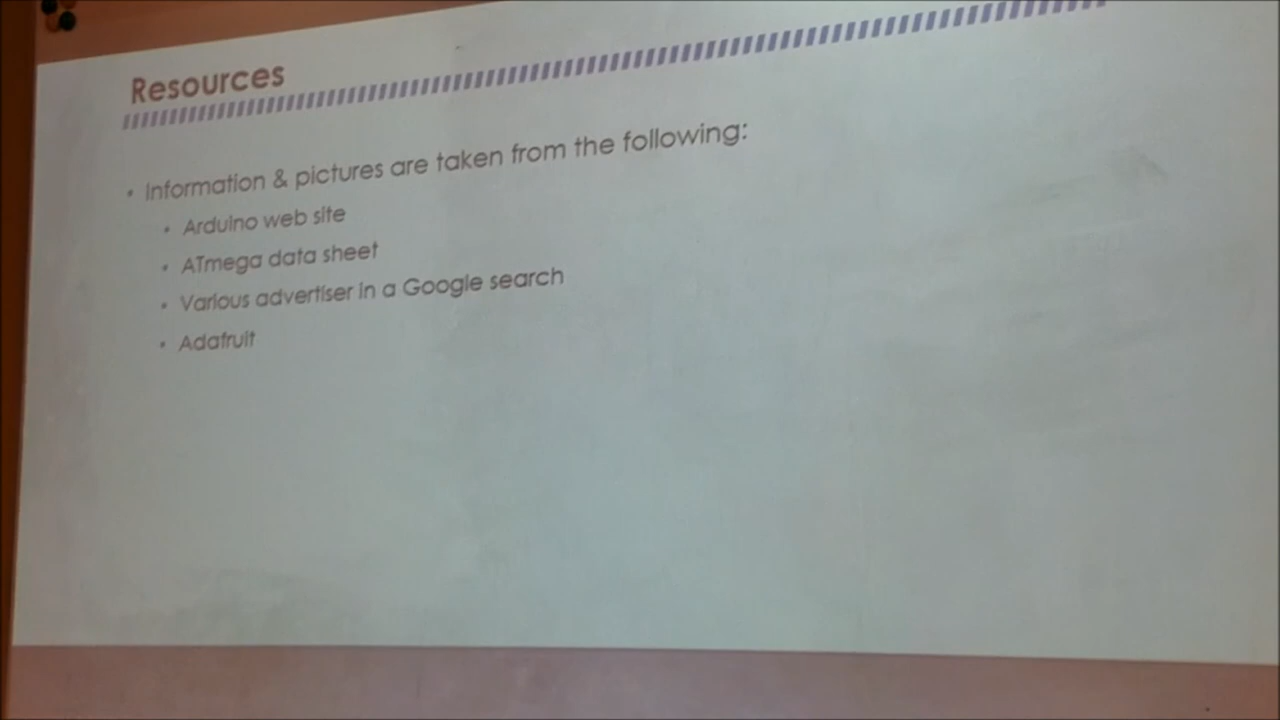 Resources
• Information & pictures are taken from the following:
• Arduino web site
• ATmega data sheet
• Various advertiser in a Google search
• Adafruit